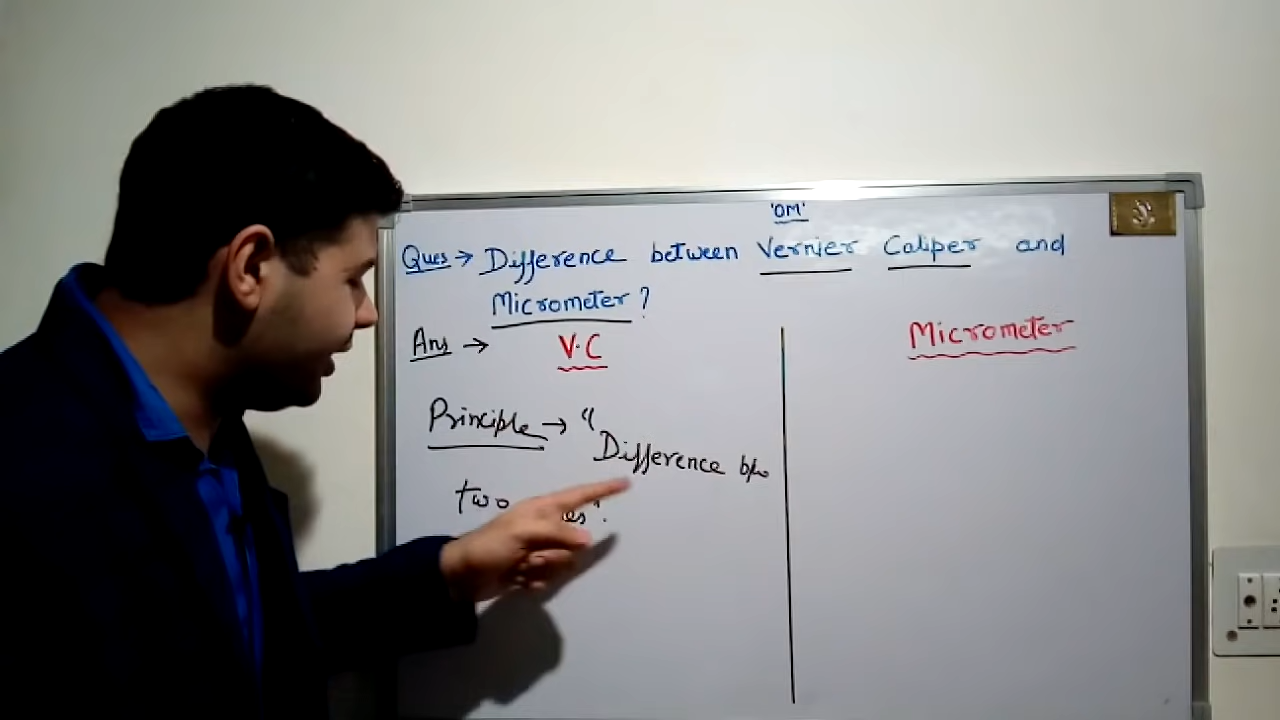 'OM'
Ques → Difference between Vernier Caliper and
Micrometer ?
Ans →
V.C
Micrometer
Principle → "
Difference b/w
two